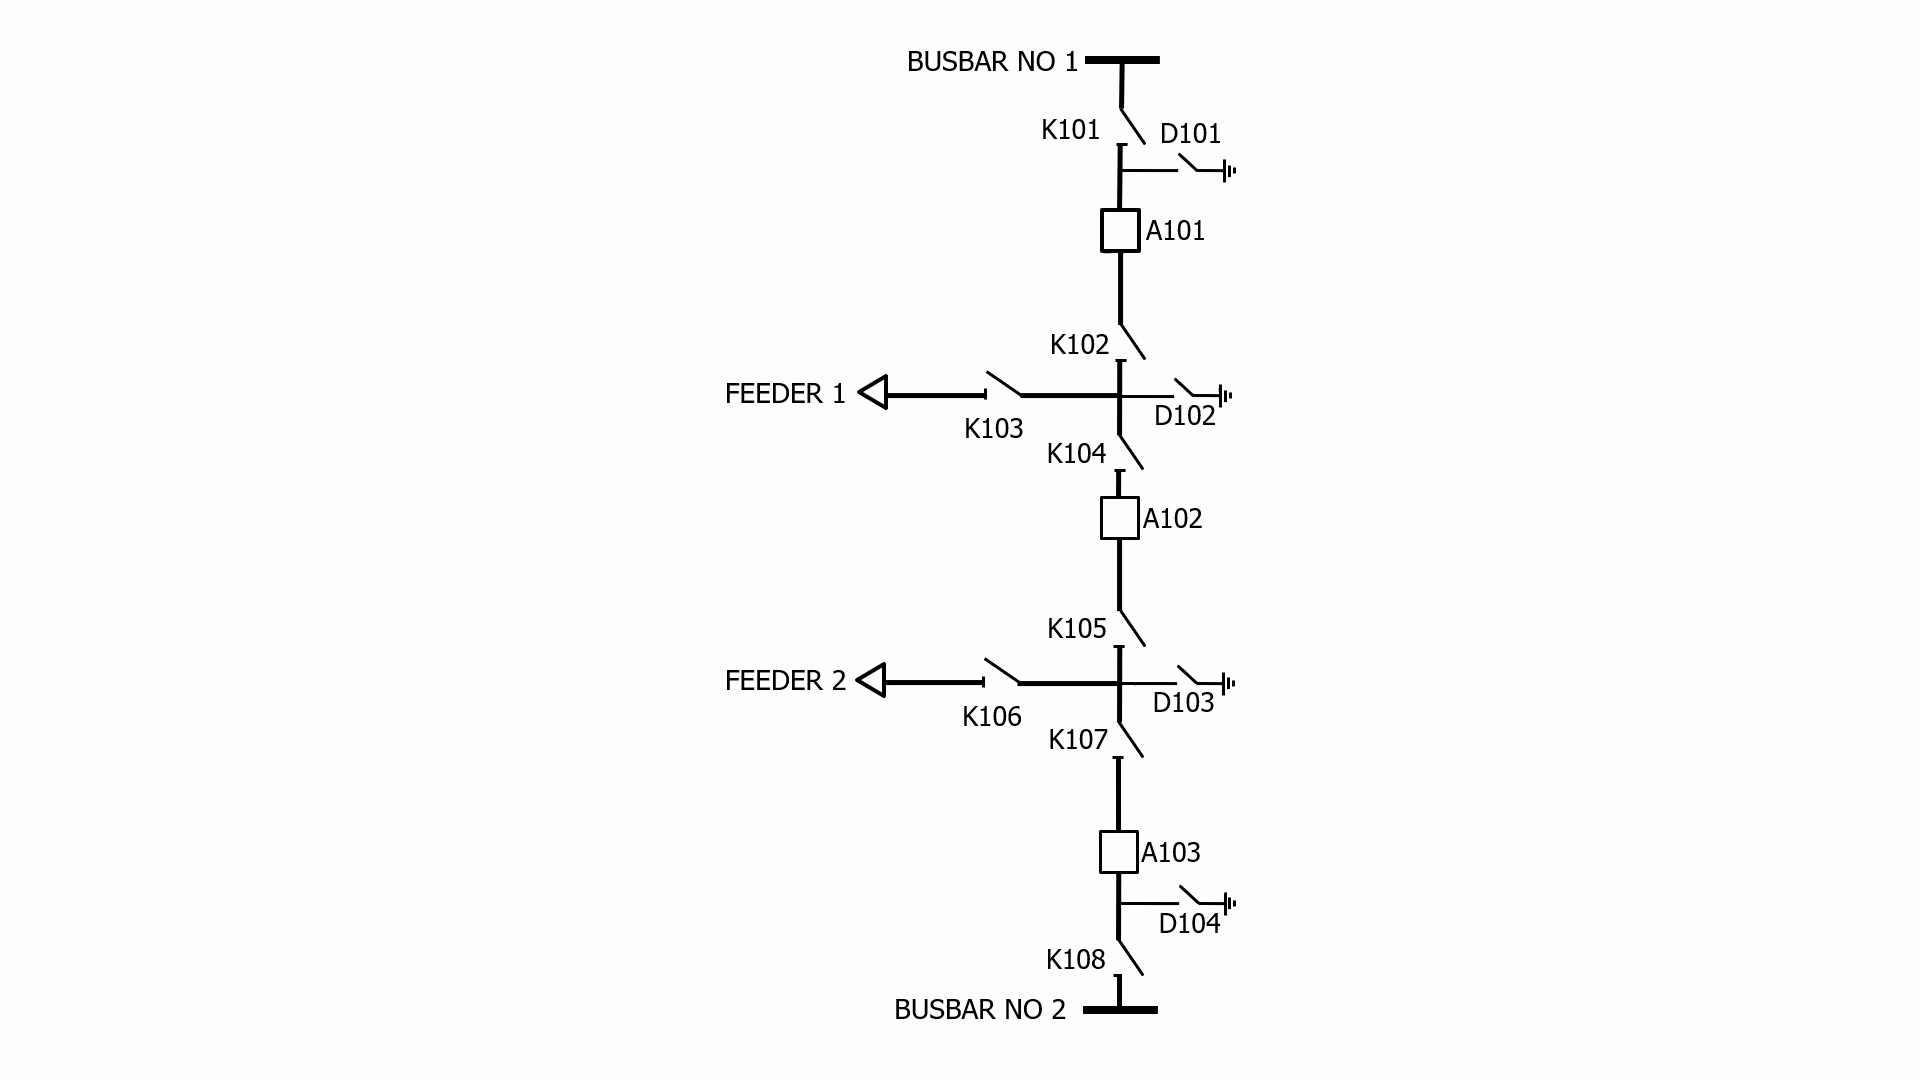 BUSBAR NO 1
K101
D101
A101
K102
FEEDER 1
K103
D102
K104
A102
K105
FEEDER 2
K106
D103
K107
A103
D104
K108
BUSBAR NO 2